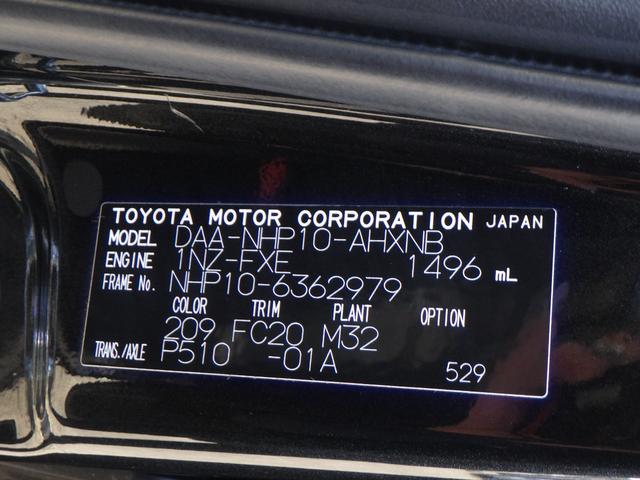 TOYOTA MOTOR CORPORATION JAPAN
MODEL DAA-NHP10-AHXNB
ENGINE 1NZ-FXE 1496 mL
FRAME No. NHP10-6362979
COLOR TRIM PLANT OPTION
209 FC20 M32
TRANS./AXLE P510 -01A 529